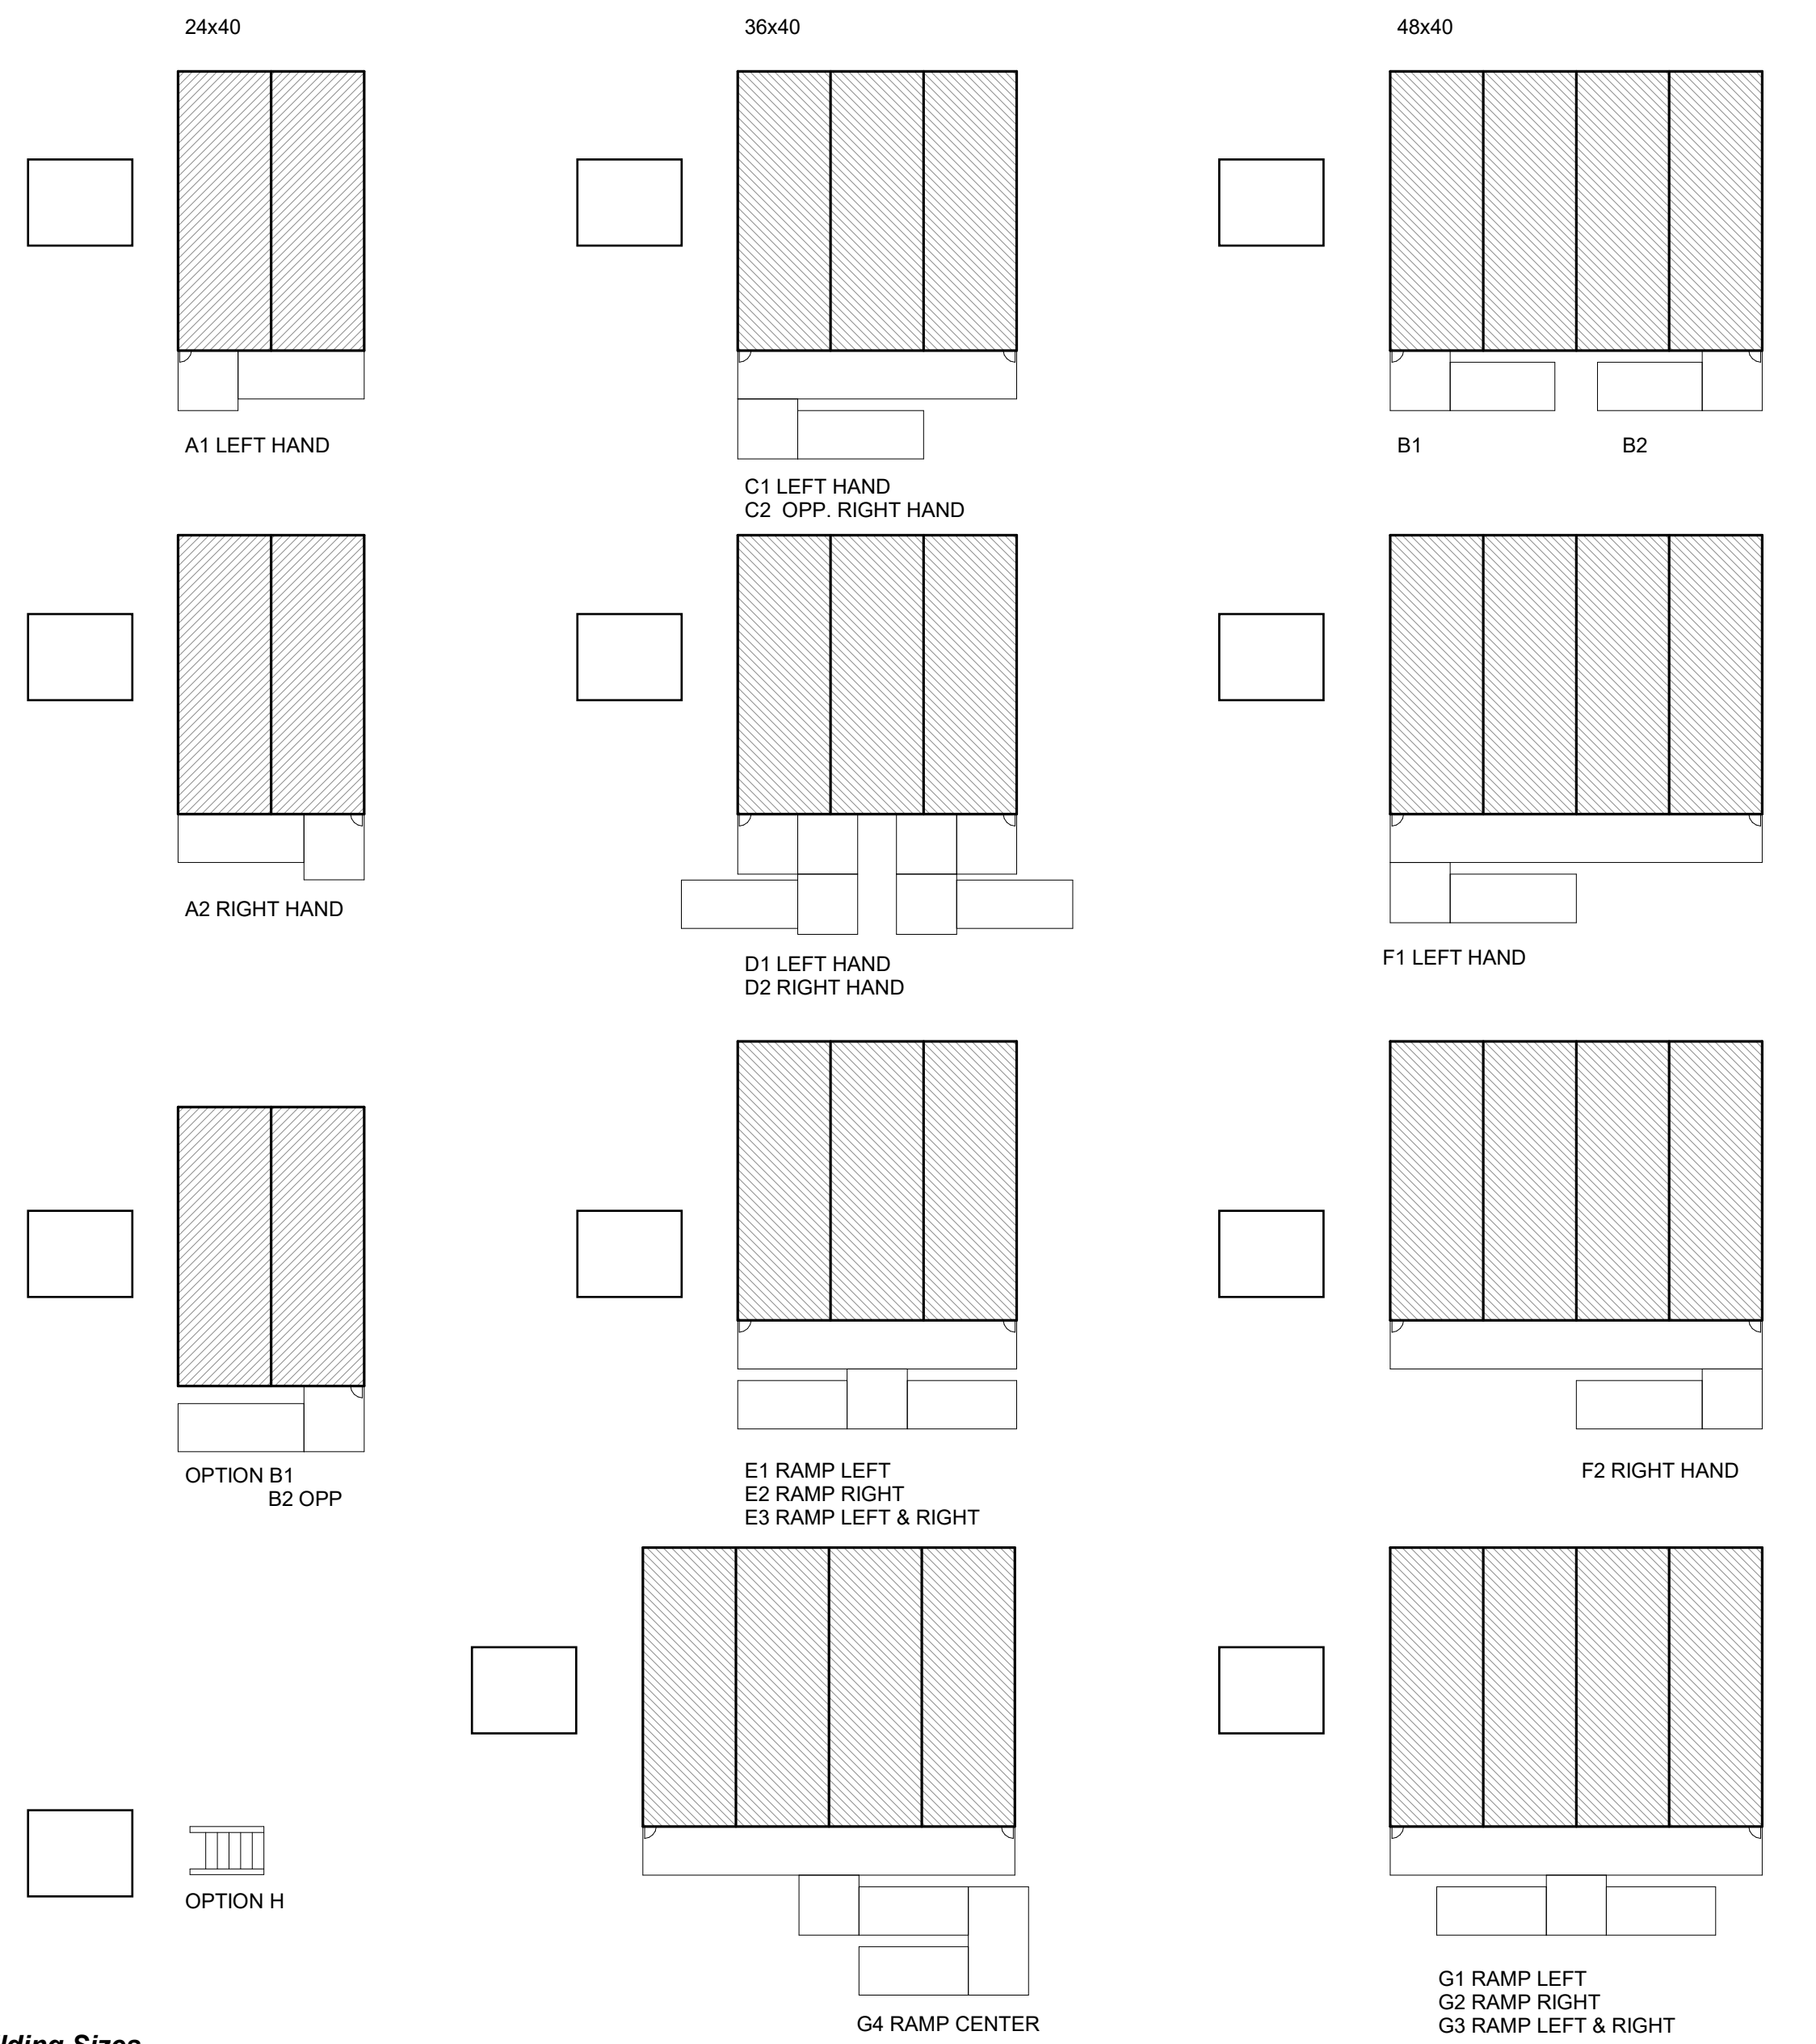 24x40
36x40
48x40
A1 LEFT HAND
C1 LEFT HAND
C2 OPP. RIGHT HAND
B1
B2
A2 RIGHT HAND
D1 LEFT HAND
D2 RIGHT HAND
F1 LEFT HAND
OPTION B1
B2 OPP
E1 RAMP LEFT
E2 RAMP RIGHT
E3 RAMP LEFT & RIGHT
F2 RIGHT HAND
OPTION H
G4 RAMP CENTER
G1 RAMP LEFT
G2 RAMP RIGHT
G3 RAMP LEFT & RIGHT
Sizes